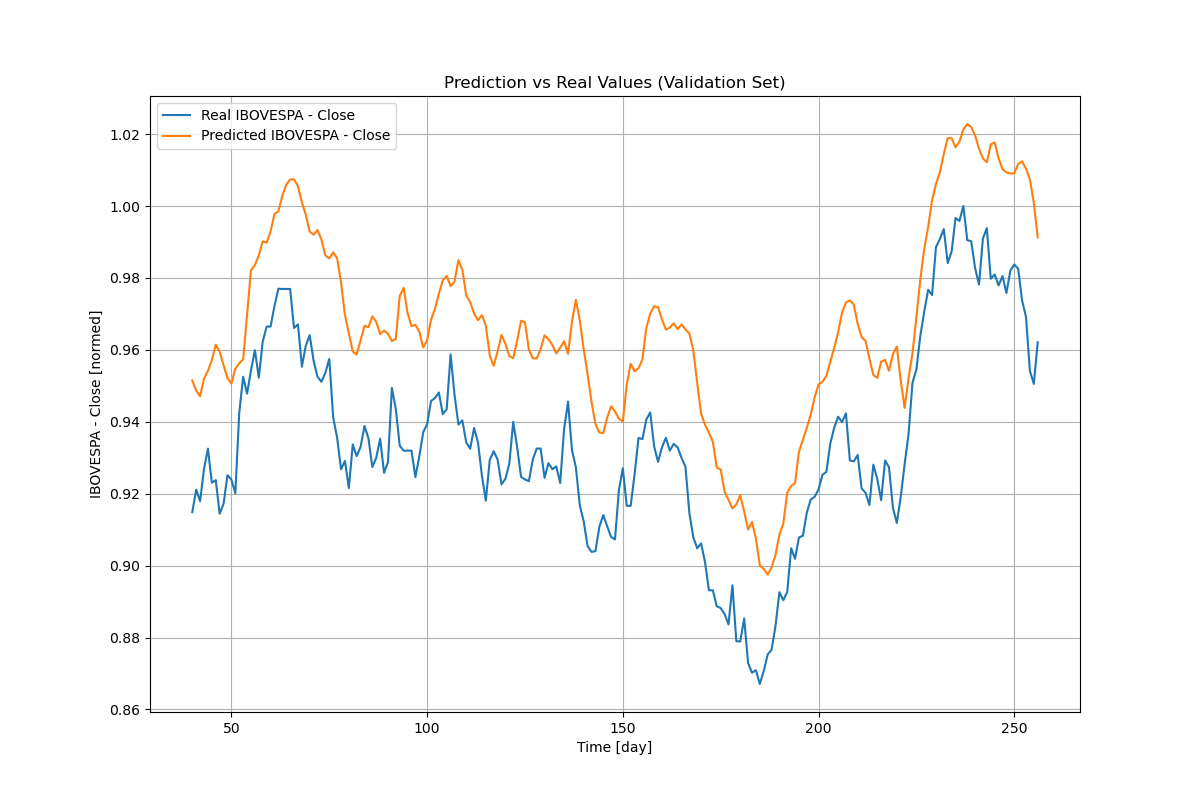 Prediction vs Real Values (Validation Set)
Real IBOVESPA - Close
Predicted IBOVESPA - Close
IBOVESPA - Close [normed]
1.02
1.00
0.98
0.96
0.94
0.92
0.90
0.88
0.86
50 100 150 200 250
Time [day]